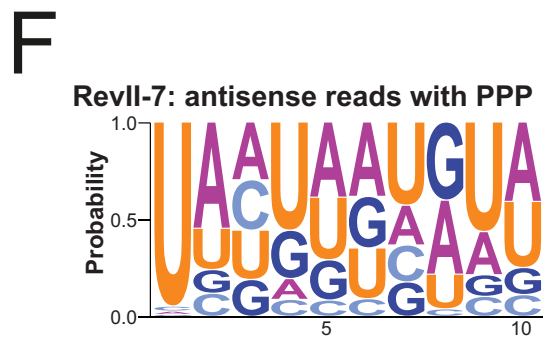 F
RevII-7: antisense reads with PPP
Probability
1.0
0.5
0.0
U A A U A A U G U A
U C G U G A A A U
U A G U C U G G
G C C C G C C C
5 10